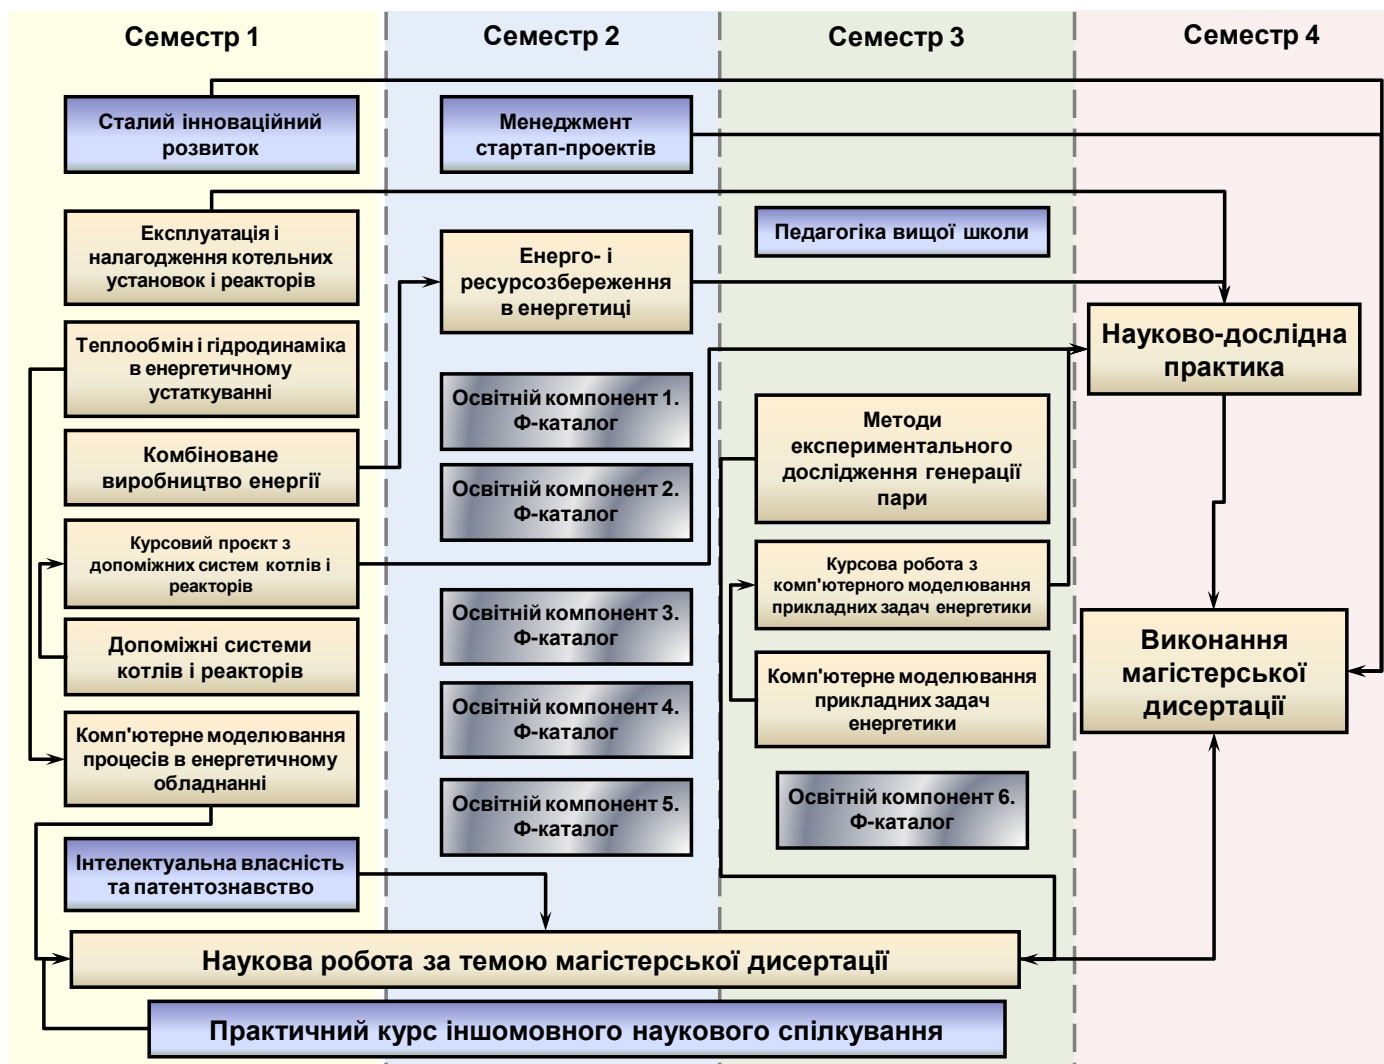 Семестр 1
Семестр 2
Семестр 3
Семестр 4
Сталий інноваційний
розвиток
Експлуатація і
налагодження котельних
установок і реакторів
Теплообмін і гідродинаміка
в енергетичному
устаткуванні
Комбіноване
виробництво енергії
Курсовий проєкт з
допоміжних систем котлів і
реакторів
Допоміжні системи
котлів і реакторів
Комп'ютерне моделювання
процесів в енергетичному
обладнанні
Інтелектуальна власність
та патентознавство
Менеджмент
стартап-проектів
Енерго- і
ресурсозбереження
в енергетиці
Освітній компонент 1.
Ф-каталог
Освітній компонент 2.
Ф-каталог
Освітній компонент 3.
Ф-каталог
Освітній компонент 4.
Ф-каталог
Освітній компонент 5.
Ф-каталог
Педагогіка вищої школи
Методи
експериментального
дослідження генерації
пари
Курсова робота з
комп'ютерного моделювання
прикладних задач енергетики
Комп'ютерне моделювання
прикладних задач
енергетики
Освітній компонент 6.
Ф-каталог
Науково-дослідна
практика
Виконання
магістерської
дисертації
Наукова робота за темою магістерської дисертації
Практичний курс іншомовного наукового спілкування